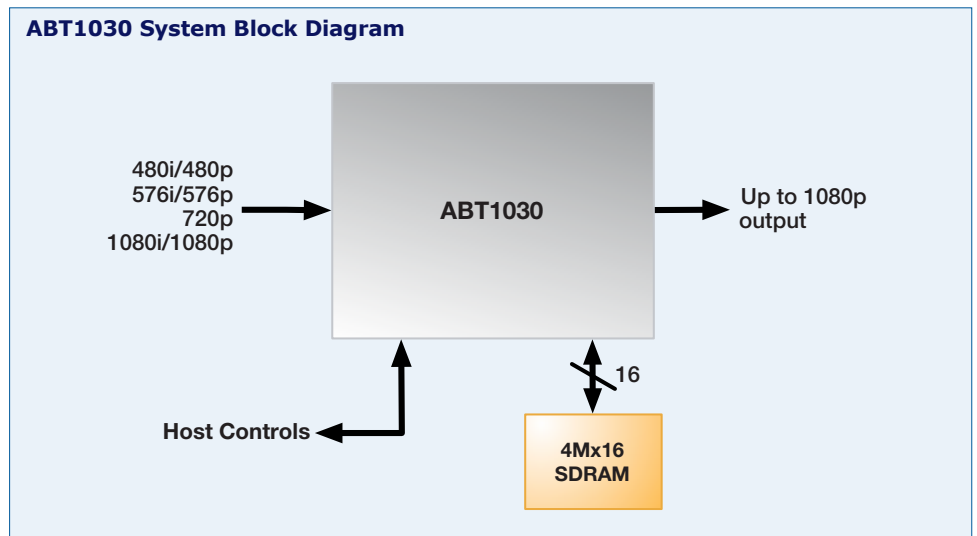 ABT1030 System Block Diagram
480i/480p
576i/576p
720p
1080i/1080p
ABT1030
Up to 1080p
output
16
Host Controls
4Mx16
SDRAM